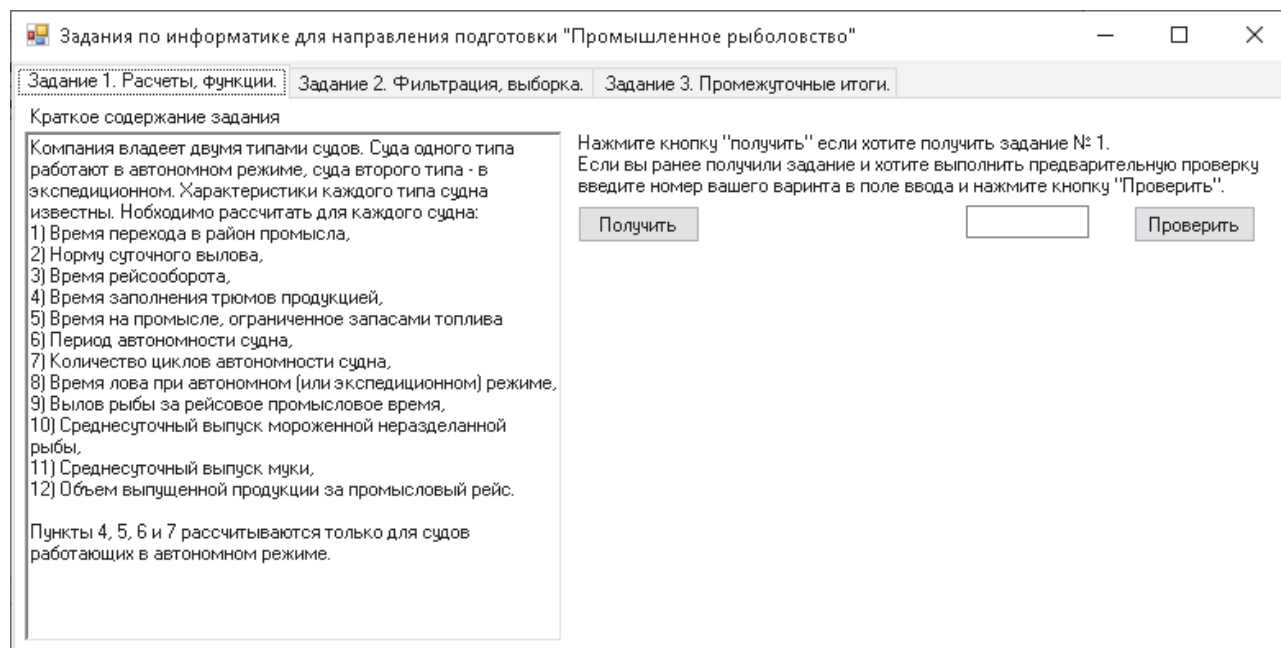 Задания по информатике для направления подготовки "Промышленное рыболовство"
Задание 1. Расчеты, функции. Задание 2. Фильтрация, выборка. Задание 3. Промежуточные итоги.
Краткое содержание задания
Компания владеет двумя типами судов. Суда одного типа
работают в автономном режиме, суда второго типа - в
экспедиционном. Характеристики каждого типа судна
известны. Нобходимо рассчитать для каждого судна:
1) Время перехода в район промысла,
2) Норму суточного вылова,
3) Время рейсооборота,
4) Время заполнения трюмов продукцией,
5) Время на промысле, ограниченное запасами топлива
6) Период автономности судна,
7) Количество циклов автономности судна,
8) Время лова при автономном (или экспедиционном) режиме,
9) Вылов рыбы за рейсовое промысловое время,
10) Среднесуточный выпуск мороженной неразделанной
рыбы,
11) Среднесуточный выпуск муки,
12) Объем выпущенной продукции за промысловый рейс.
Пункты 4, 5, 6 и 7 рассчитываются только для судов
работающих в автономном режиме.
Нажмите кнопку "получить" если хотите получить задание № 1.
Если вы ранее получили задание и хотите выполнить предварительную проверку
введите номер вашего варинта в поле ввода и нажмите кнопку "Проверить".
Получить Проверить